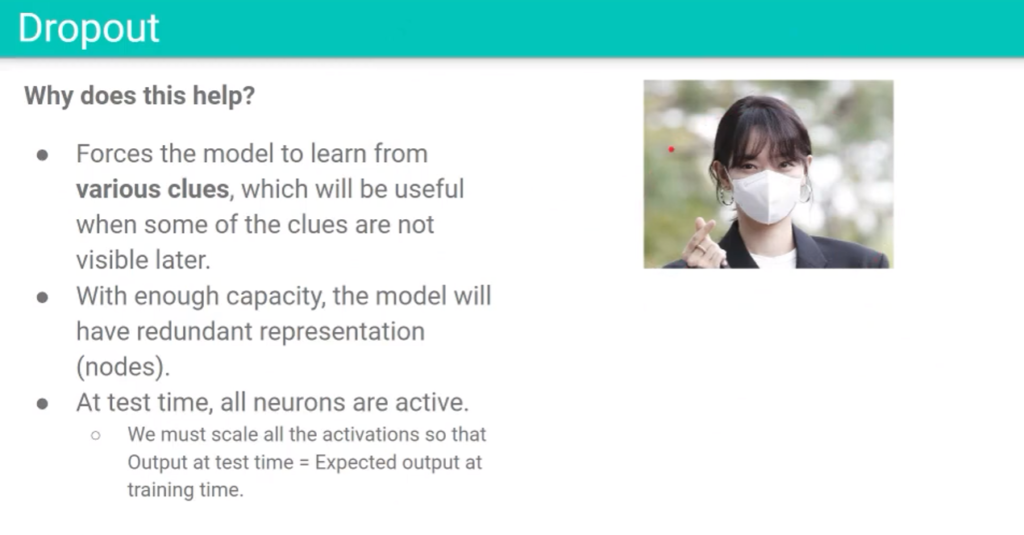 Dropout
Why does this help?
● Forces the model to learn from
various clues, which will be useful
when some of the clues are not
visible later.
● With enough capacity, the model will
have redundant representation
(nodes).
● At test time, all neurons are active.
○ We must scale all the activations so that
Output at test time = Expected output at
training time.